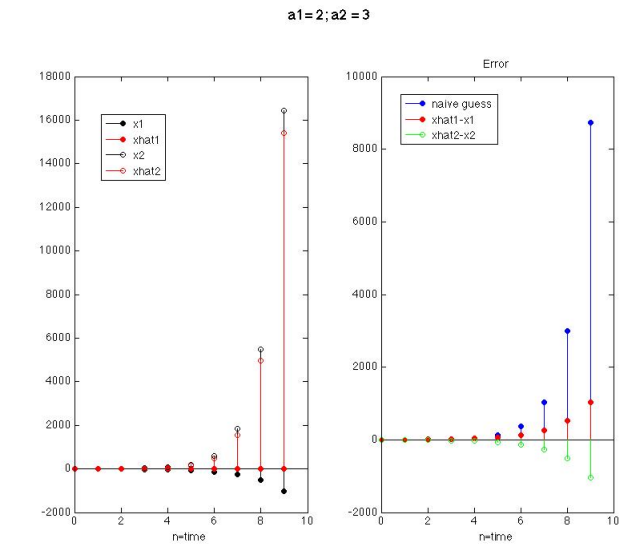 a1= 2; a2 = 3
18000
16000
14000
12000
10000
8000
6000
4000
2000
0
-2000
0 2 4 6 8 10
n=time
x1
xhat1
x2
xhat2
Error
10000
8000
6000
4000
2000
0
-2000
0 2 4 6 8 10
n=time
naive guess
xhat1-x1
xhat2-x2